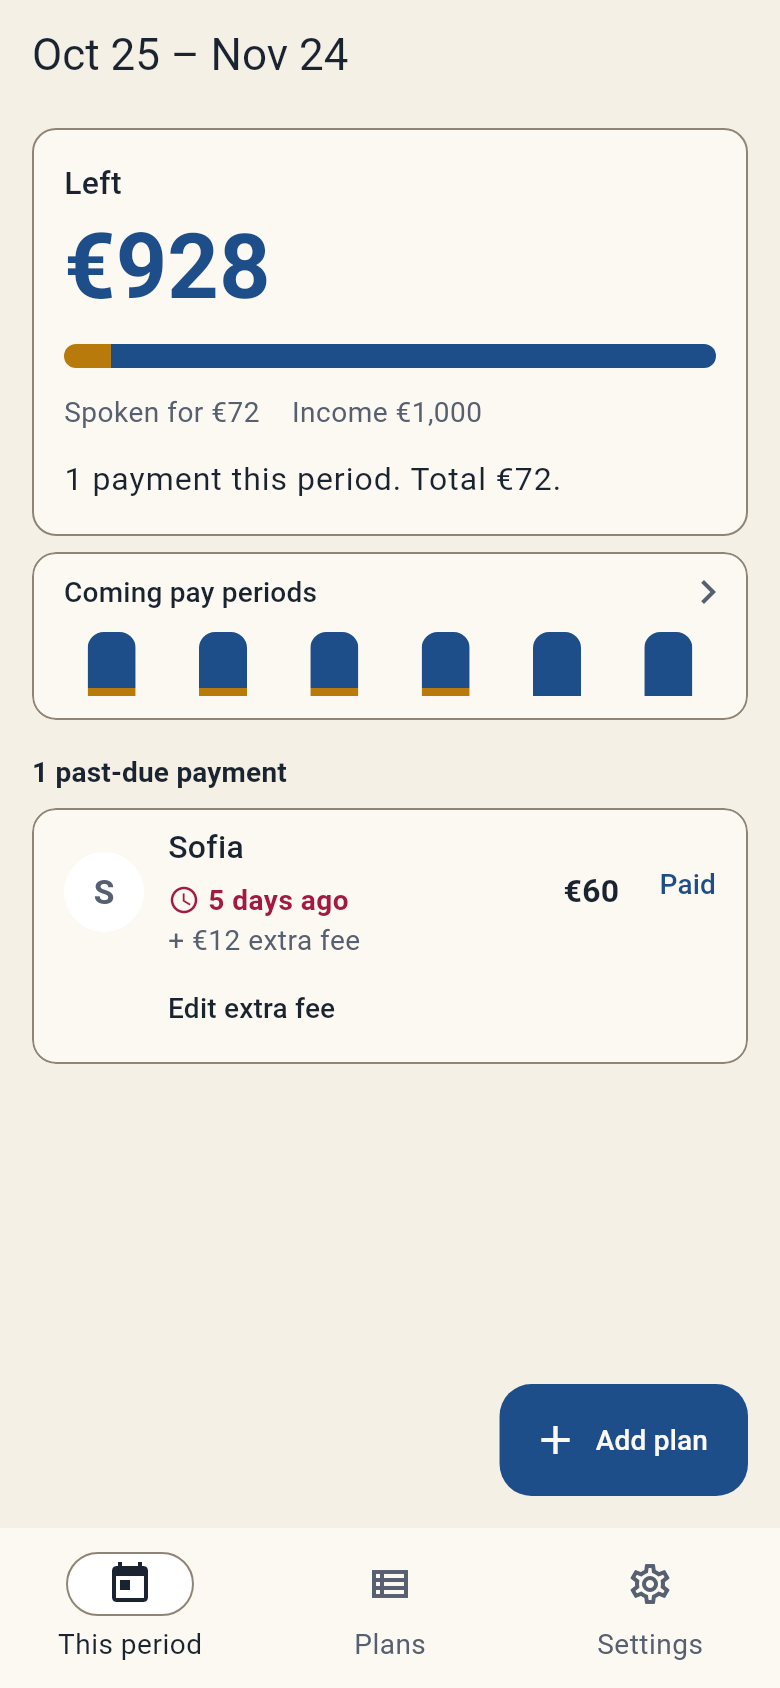 Oct 25 – Nov 24
Left
€928
Spoken for €72 Income €1,000
1 payment this period. Total €72.
Coming pay periods
1 past-due payment
Sofia
S
5 days ago
€60
Paid
+ €12 extra fee
Edit extra fee
Add plan
This period
Plans
Settings